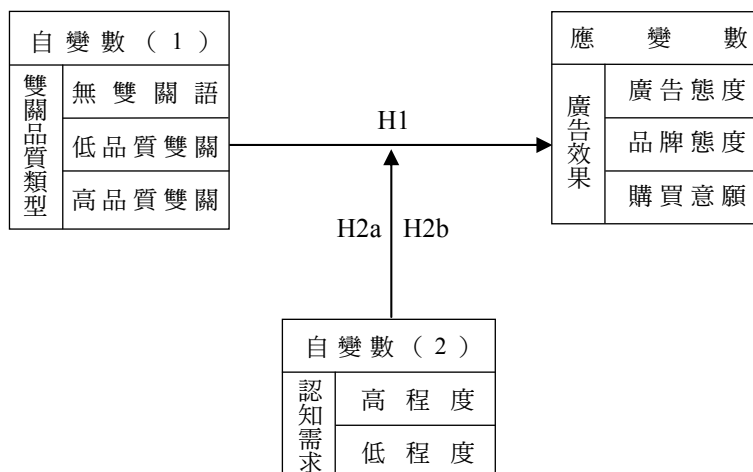 自變數（1）
雙關品質類型
無雙關語
低品質雙關
高品質雙關
H1
應變數
廣告效果
廣告態度
品牌態度
購買意願
H2a
H2b
自變數（2）
認知需求
高程度
低程度